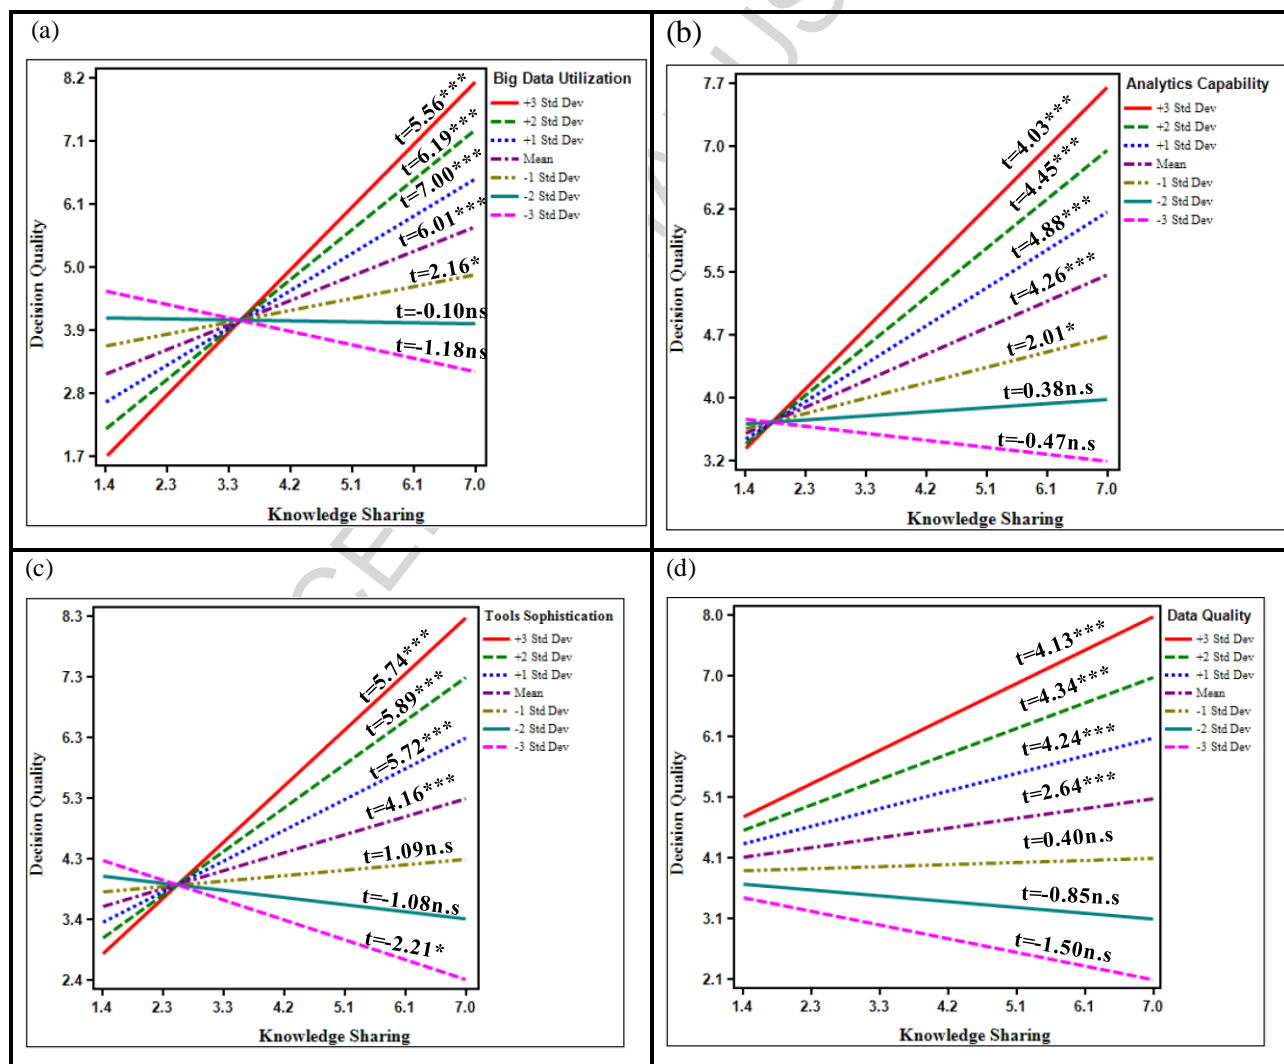 (a)
Big Data Utilization
+3 Std Dev
+2 Std Dev
+1 Std Dev
Mean
-1 Std Dev
-2 Std Dev
-3 Std Dev
8.2
7.1
6.1
5.0
3.9
2.8
1.7
Decision Quality
t=5.56***
t=6.19***
t=7.00***
t=6.01***
t=2.16*
t=-0.10ns
t=-1.18ns
1.4 2.3 3.3 4.2 5.1 6.1 7.0
Knowledge Sharing
(b)
Analytics Capability
+3 Std Dev
+2 Std Dev
+1 Std Dev
Mean
-1 Std Dev
-2 Std Dev
-3 Std Dev
7.7
7.0
6.2
5.5
4.7
4.0
3.2
Decision Quality
t=4.03***
t=4.45***
t=4.88***
t=4.26***
t=2.01*
t=0.38n.s
t=-0.47n.s
1.4 2.3 3.3 4.2 5.1 6.1 7.0
Knowledge Sharing
(c)
Tools Sophistication
+3 Std Dev
+2 Std Dev
+1 Std Dev
Mean
-1 Std Dev
-2 Std Dev
-3 Std Dev
8.3
7.3
6.3
5.3
4.3
3.4
2.4
Decision Quality
t=5.74***
t=5.89***
t=5.72***
t=4.16***
t=1.09n.s
t=-1.08n.s
t=-2.21*
1.4 2.3 3.3 4.2 5.1 6.1 7.0
Knowledge Sharing
(d)
Data Quality
+3 Std Dev
+2 Std Dev
+1 Std Dev
Mean
-1 Std Dev
-2 Std Dev
-3 Std Dev
8.0
7.0
6.1
5.1
4.1
3.1
2.1
Decision Quality
t=4.13***
t=4.34***
t=4.24***
t=2.64***
t=0.40n.s
t=-0.85n.s
t=-1.50n.s
1.4 2.3 3.3 4.2 5.1 6.1 7.0
Knowledge Sharing